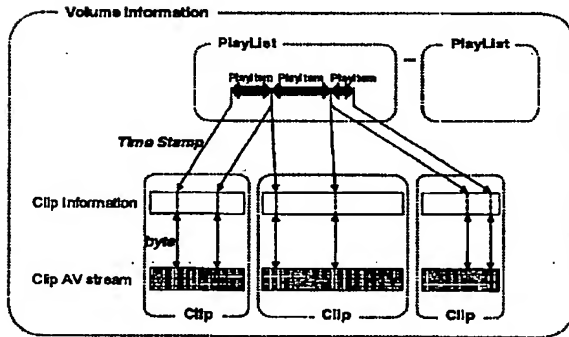 Volume Information
PlayList
PlayList
PlayItem PlayItem PlayItem
Time Stamp
Clip Information
byte
Clip AV stream
Clip
Clip
Clip